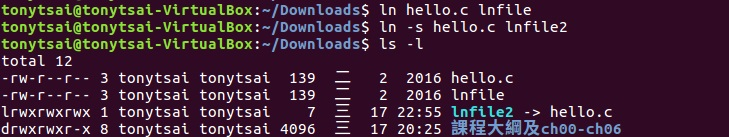 tonytsai@tonytsai-VirtualBox:~/Downloads$ ln hello.c lnfile
tonytsai@tonytsai-VirtualBox:~/Downloads$ ln -s hello.c lnfile2
tonytsai@tonytsai-VirtualBox:~/Downloads$ ls -l
total 12
-rw-r--r-- 3 tonytsai tonytsai  139  二   2  2016 hello.c
-rw-r--r-- 3 tonytsai tonytsai  139  二   2  2016 lnfile
lrwxrwxrwx 1 tonytsai tonytsai    7  三  17 22:55 lnfile2 -> hello.c
drwxrwxr-x 8 tonytsai tonytsai 4096  三  17 20:25 課程大綱及ch00-ch06